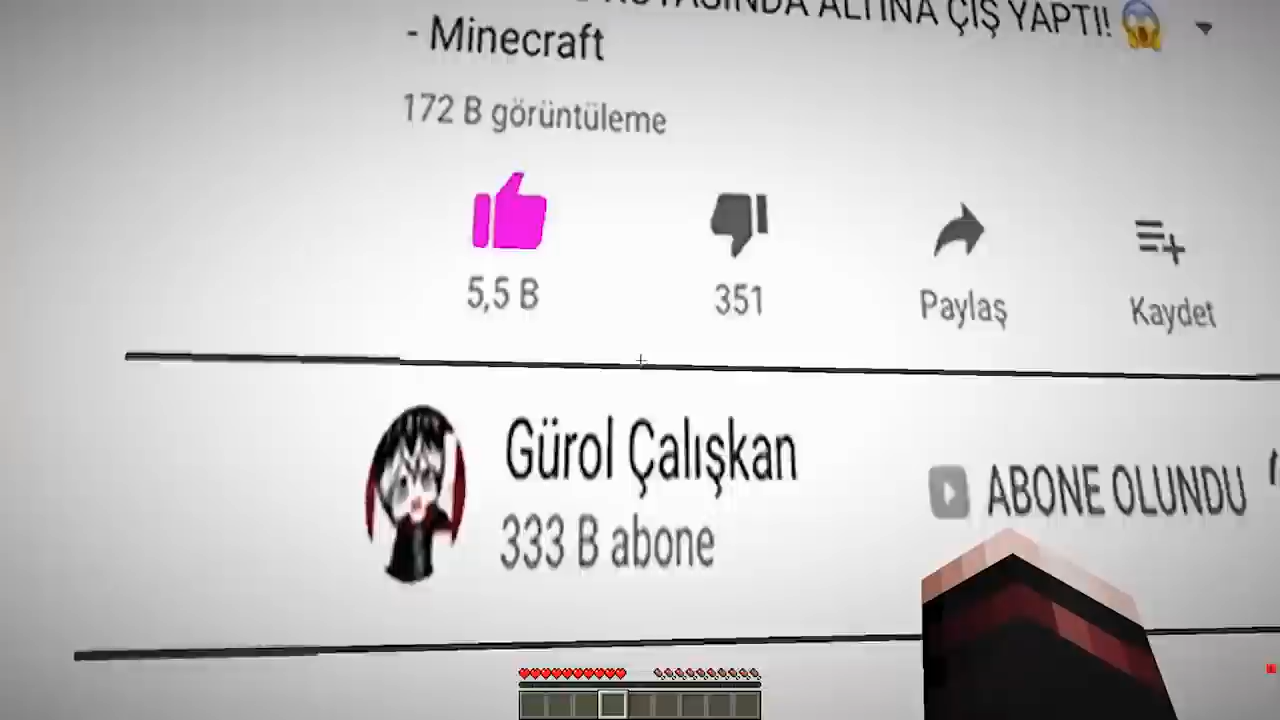 ALTINA ÇİŞ YAPTI! 😱
- Minecraft
172 B görüntüleme
5,5 B
351
Paylaş
Kaydet
Gürol Çalışkan
333 B abone
ABONE OLUNDU